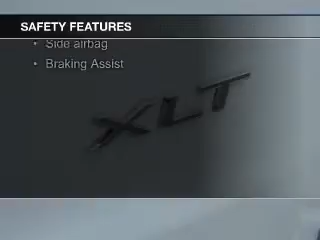 SAFETY FEATURES
• Side airbag
• Braking Assist
XLT